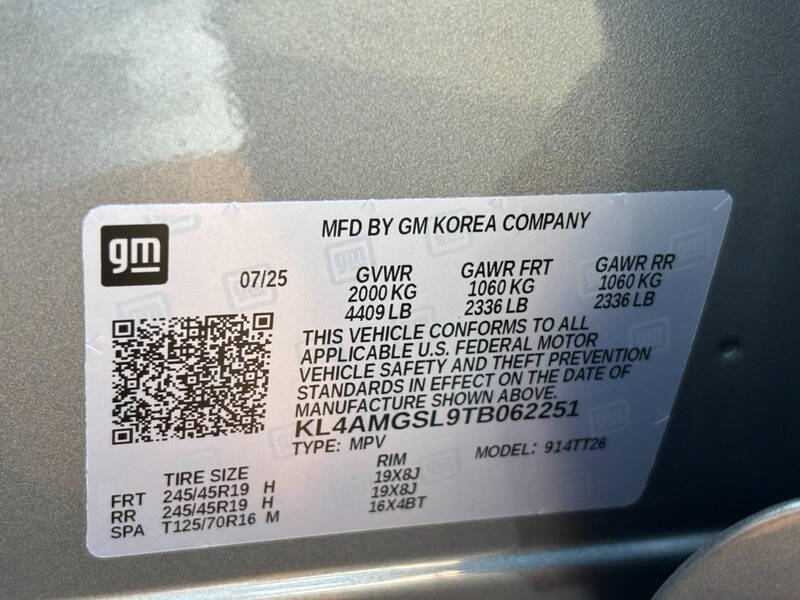 gm
MFD BY GM KOREA COMPANY
07/25
GVWR GAWR FRT GAWR RR
2000 KG 1060 KG 1060 KG
4409 LB 2336 LB 2336 LB
THIS VEHICLE CONFORMS TO ALL
APPLICABLE U.S. FEDERAL MOTOR
VEHICLE SAFETY AND THEFT PREVENTION
STANDARDS IN EFFECT ON THE DATE OF
MANUFACTURE SHOWN ABOVE.
KL4AMGSL9TB062251
TYPE: MPV MODEL: 914TT26
TIRE SIZE RIM
FRT 245/45R19 H 19X8J
RR 245/45R19 H 19X8J
SPA T125/70R16 M 16X4BT